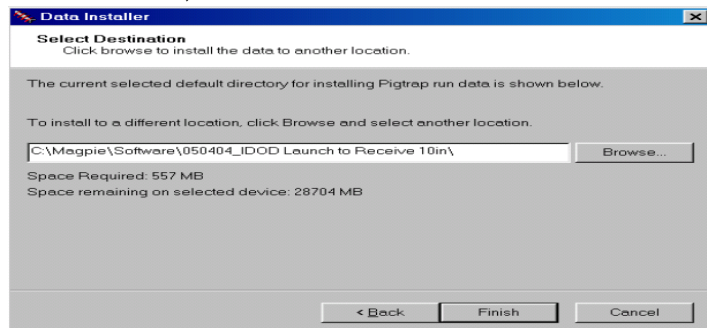 Data Installer
Select Destination
Click browse to install the data to another location.
The current selected default directory for installing Pigtrap run data is shown below.
To install to a different location, click Browse and select another location.
C:\Magpie\Software\050404_IDOD Launch to Receive 10in\
Browse...
Space Required: 557 MB
Space remaining on selected device: 28704 MB
< Back
Finish
Cancel